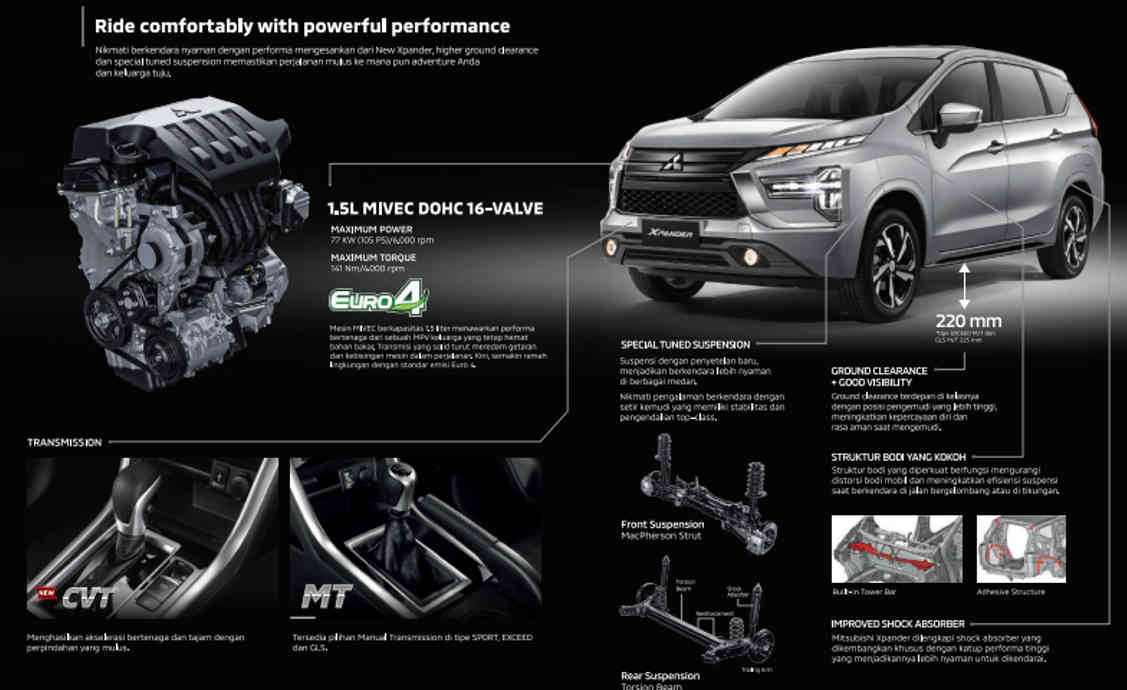 Ride comfortably with powerful performance
Nikmati berkendara nyaman dengan performa mengesankan dari New Xpander, higher ground clearance
dan special tuned suspension memastikan perjalanan mulus ke mana pun adventure Anda
dan keluarga tuju.
1.5L MIVEC DOHC 16-VALVE
MAXIMUM POWER
77 KW (105 PS)/6,000 rpm
MAXIMUM TORQUE
141 Nm/4,000 rpm
EURO 4
Mesin MIVEC berkapasitas 1,5 liter menawarkan performa
bertenaga dari sebuah MPV keluarga yang tetap hemat
bahan bakar. Transmisi yang solid turut meredam getaran
dan kebisingan mesin dalam perjalanan. Kini, semakin ramah
lingkungan dengan standar emisi Euro 4.
XPANDER
220 mm
GLS M/T 225 mm
TRANSMISSION
NEW CVT
Menghasilkan akselerasi bertenaga dan tajam dengan
perpindahan yang mulus.
MT
Tersedia pilihan Manual Transmission di tipe SPORT, EXCEED
dan GLS.
SPECIAL TUNED SUSPENSION
Suspensi dengan penyetelan baru,
menjadikan berkendara lebih nyaman
di berbagai medan.
Nikmati pengalaman berkendara dengan
setir kemudi yang memiliki stabilitas dan
pengendalian top-class.
Front Suspension
MacPherson Strut
Torsion
Beam
Shock
Absorber
Reinforcement
Trailing Arm
Rear Suspension
Torsion Beam
GROUND CLEARANCE
+ GOOD VISIBILITY
Ground clearance terdepan di kelasnya
dengan posisi pengemudi yang lebih tinggi,
meningkatkan kepercayaan diri dan
rasa aman saat mengemudi.
STRUKTUR BODI YANG KOKOH
Struktur bodi yang diperkuat berfungsi mengurangi
distorsi bodi mobil dan meningkatkan efisiensi suspensi
saat berkendara di jalan bergelombang atau di tikungan.
Built-in Tower Bar
Adhesive Structure
IMPROVED SHOCK ABSORBER
Mitsubishi Xpander dilengkapi shock absorber yang
dikembangkan khusus dengan katup performa tinggi
yang menjadikannya lebih nyaman untuk dikendarai.